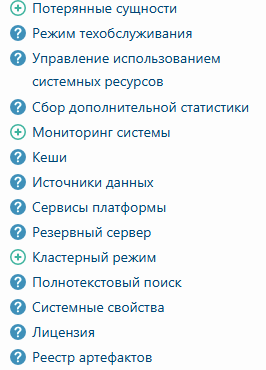 Потерянные сущности
Режим техобслуживания
Управление использованием
системных ресурсов
Сбор дополнительной статистики
Мониторинг системы
Кеши
Источники данных
Сервисы платформы
Резервный сервер
Кластерный режим
Полнотекстовый поиск
Системные свойства
Лицензия
Реестр артефактов